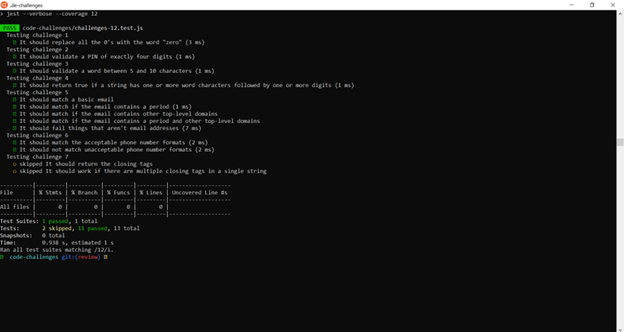 ..de-challenges
> jest --verbose --coverage 12
PASS code-challenges/challenges-12.test.js
Testing challenge 1
It should replace all the 0's with the word "zero" (3 ms)
Testing challenge 2
It should validate a PIN of exactly four digits (1 ms)
Testing challenge 3
It should validate a word between 5 and 10 characters (1 ms)
Testing challenge 4
It should return true if a string has one or more word characters followed by one or more digits (1 ms)
Testing challenge 5
It should match a basic email
It should match if the email contains a period (1 ms)
It should match if the email contains other top-level domains
It should match if the email contains a period and other top-level domains
It should fail things that aren't email addresses (7 ms)
Testing challenge 6
It should match the acceptable phone number formats (2 ms)
It should not match unacceptable phone number formats (2 ms)
Testing challenge 7
○ skipped It should return the closing tags
○ skipped It should work if there are multiple closing tags in a single string
----------|---------|----------|---------|---------|-------------------
File | % Stmts | % Branch | % Funcs | % Lines | Uncovered Line #s
----------|---------|----------|---------|---------|-------------------
All files | 0 | 0 | 0 | 0 |
----------|---------|----------|---------|---------|-------------------
Test Suites: 1 passed, 1 total
Tests: 2 skipped, 11 passed, 13 total
Snapshots: 0 total
Time: 0.938 s, estimated 1 s
Ran all test suites matching /12/i.
code-challenges git:(review)